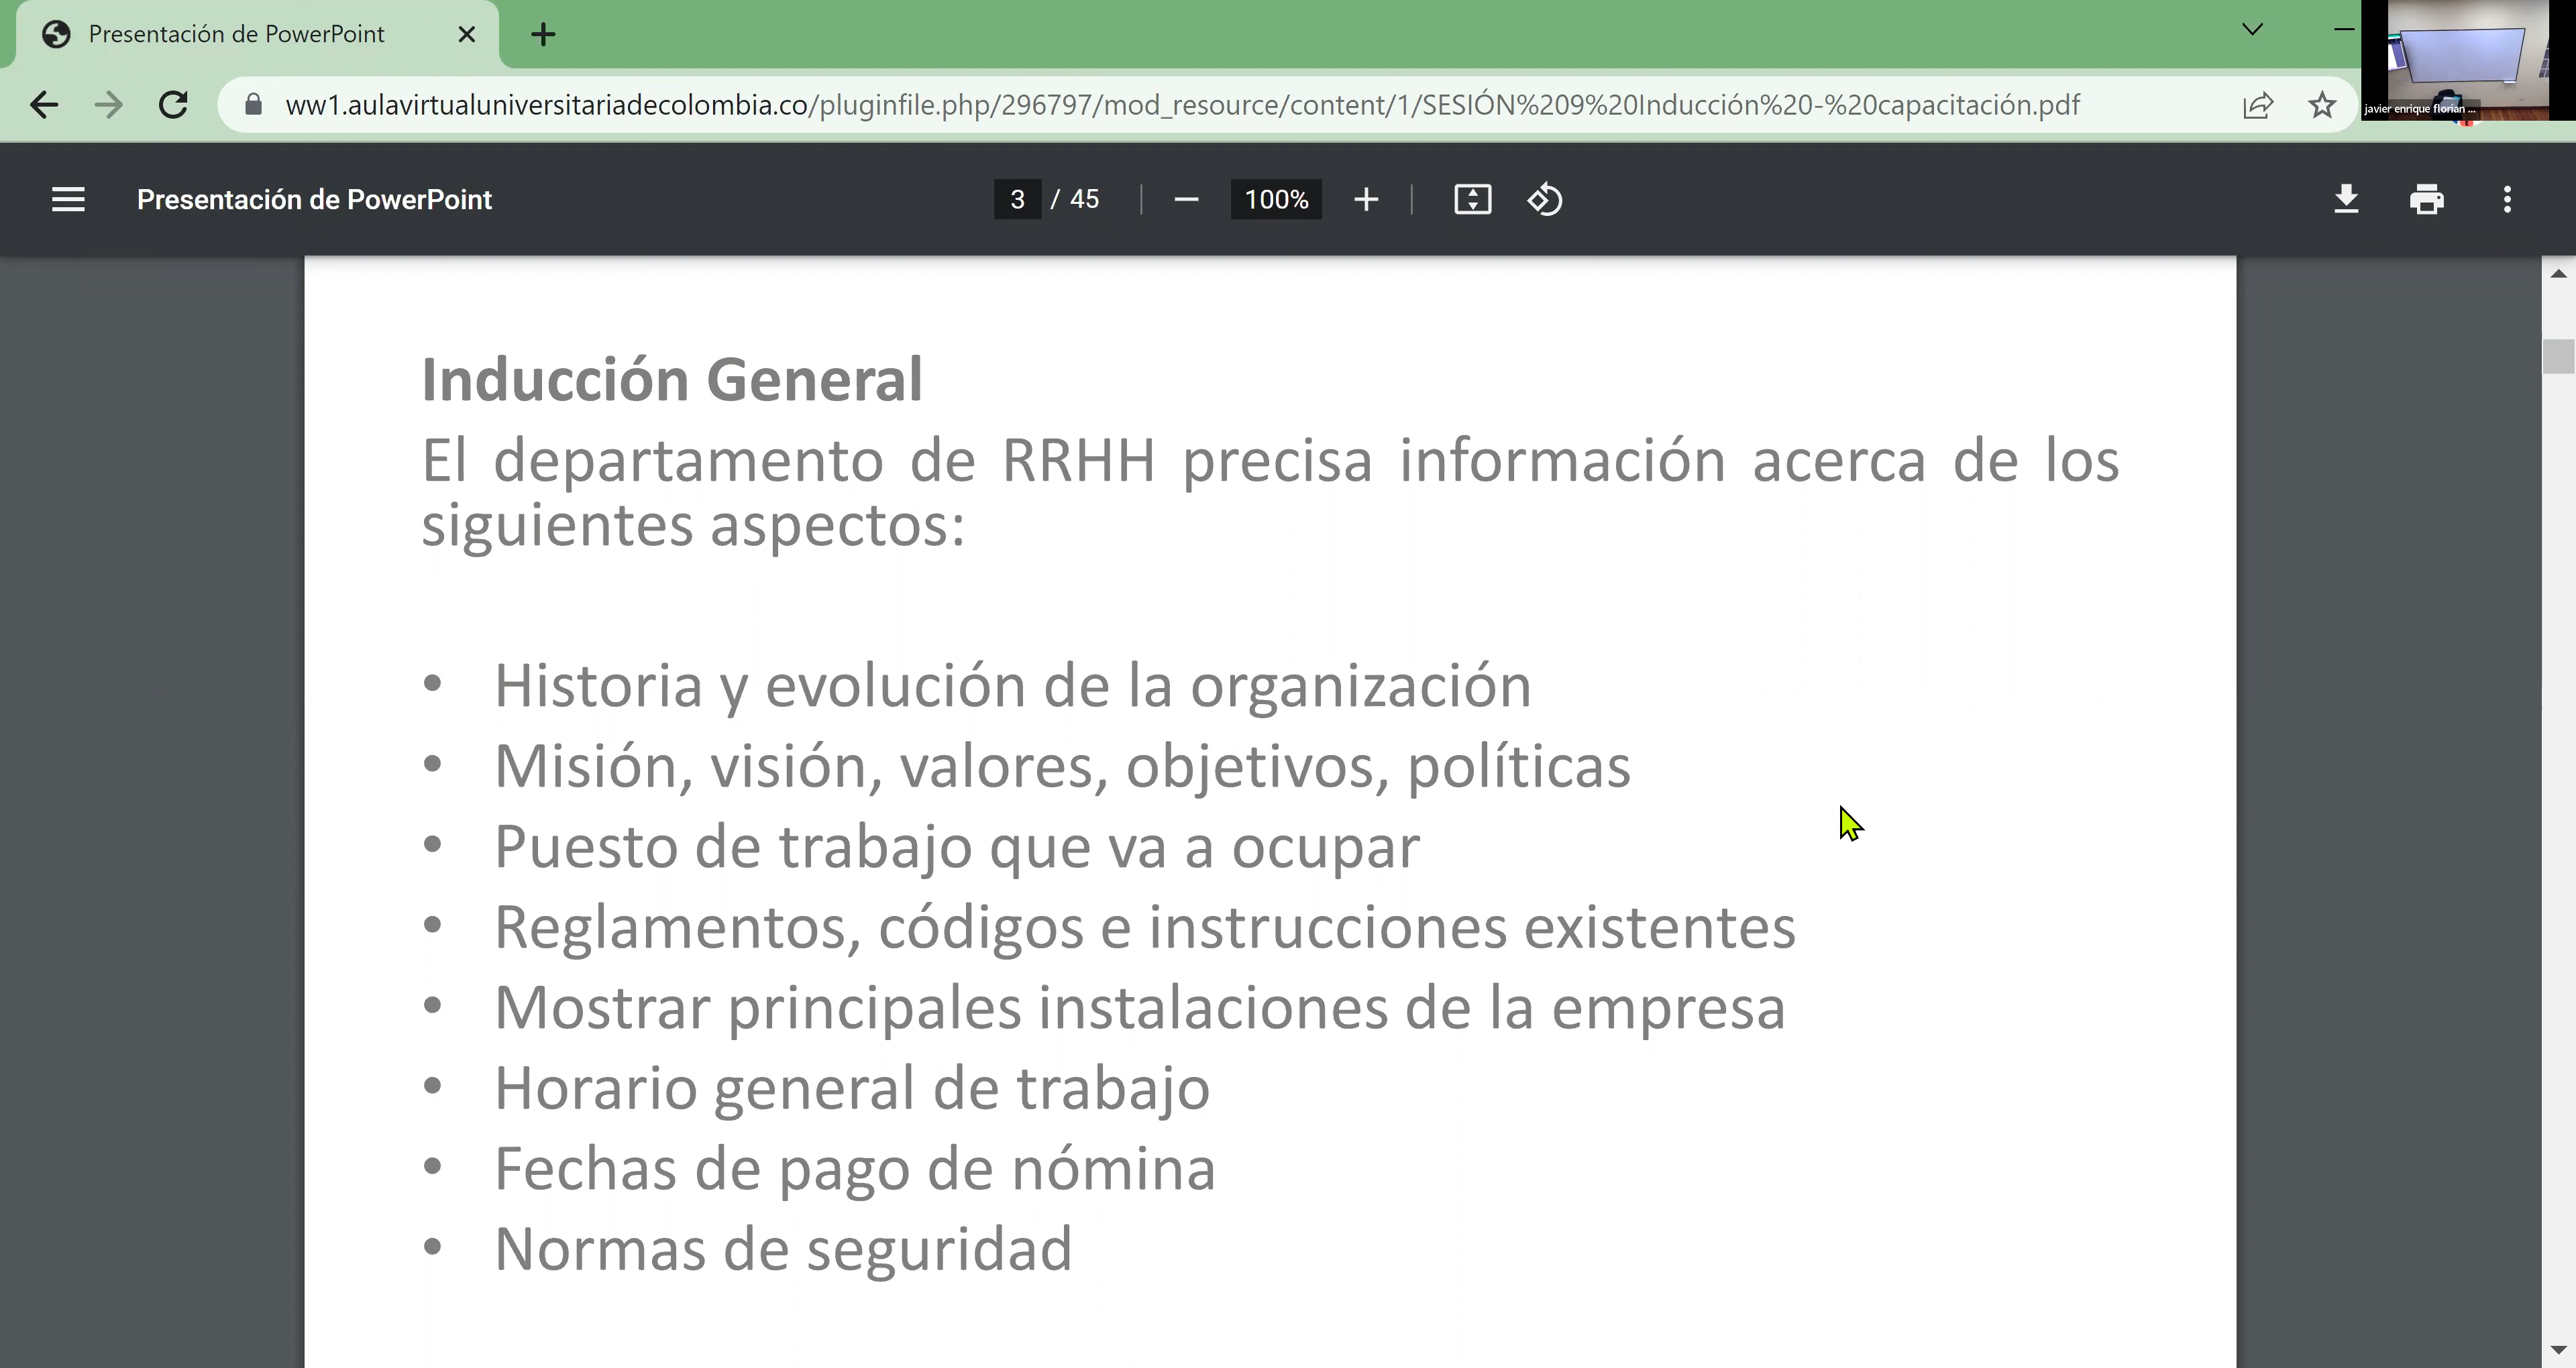 Presentación de PowerPoint
ww1.aulavirtualuniversitariadecolombia.co/pluginfile.php/296797/mod_resource/content/1/SESIÓN%209%20Inducción%20-%20capacitación.pdf
javier enrique florian ...
Presentación de PowerPoint
3 / 45
100%
Inducción General
El departamento de RRHH precisa información acerca de los
siguientes aspectos:
• Historia y evolución de la organización
• Misión, visión, valores, objetivos, políticas
• Puesto de trabajo que va a ocupar
• Reglamentos, códigos e instrucciones existentes
• Mostrar principales instalaciones de la empresa
• Horario general de trabajo
• Fechas de pago de nómina
• Normas de seguridad